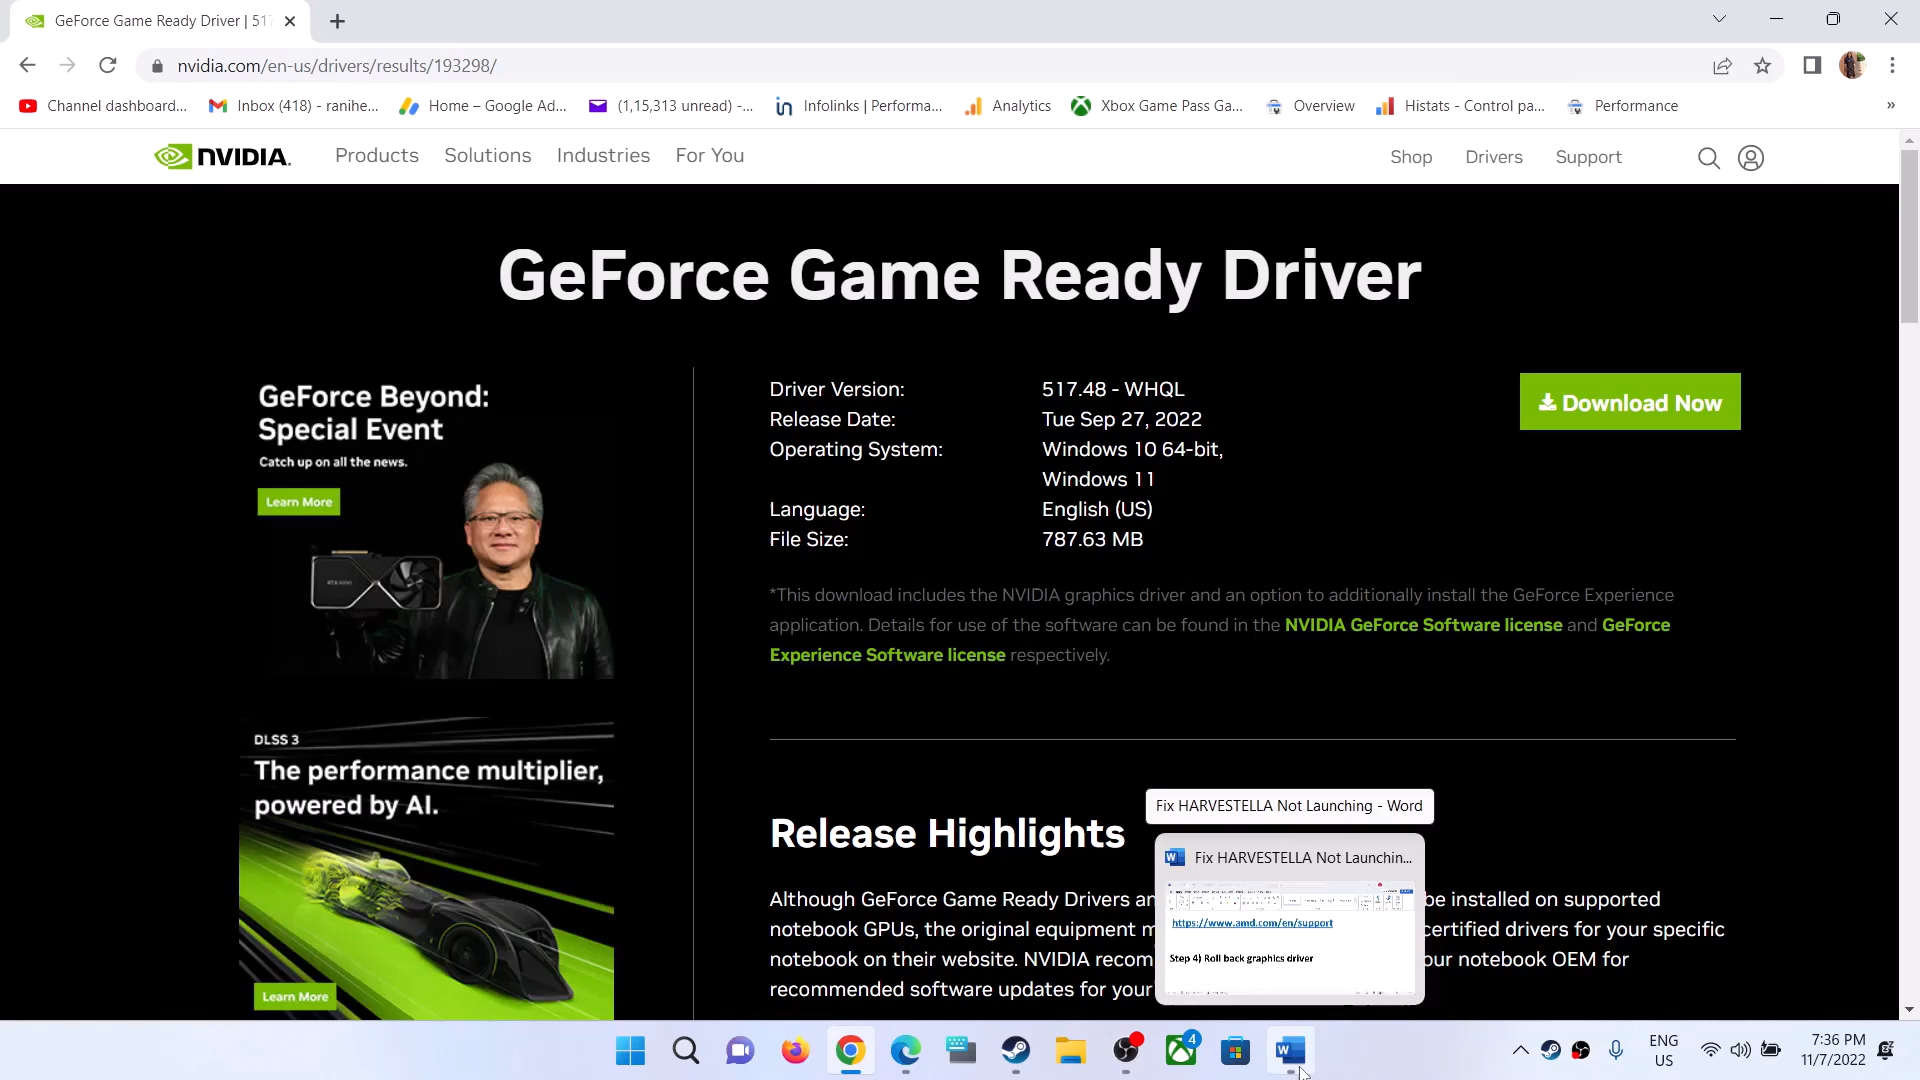 GeForce Game Ready Driver | 517
nvidia.com/en-us/drivers/results/193298/
Channel dashboard...
Inbox (418) - ranihe...
Home – Google Ad...
(1,15,313 unread) -...
Infolinks | Performa...
Analytics
Xbox Game Pass Ga...
Overview
Histats - Control pa...
Performance
»
NVIDIA.
Products
Solutions
Industries
For You
Shop
Drivers
Support
GeForce Game Ready Driver
GeForce Beyond:
Special Event
Catch up on all the news.
Learn More
DLSS 3
The performance multiplier,
powered by AI.
Learn More
Driver Version: 517.48 - WHQL
Release Date: Tue Sep 27, 2022
Operating System: Windows 10 64-bit,
Windows 11
Language: English (US)
File Size: 787.63 MB
Download Now
*This download includes the NVIDIA graphics driver and an option to additionally install the GeForce Experience
application. Details for use of the software can be found in the NVIDIA GeForce Software license and GeForce
Experience Software license respectively.
Release Highlights
Although GeForce Game Ready Drivers an be installed on supported
notebook GPUs, the original equipment m certified drivers for your specific
notebook on their website. NVIDIA recom our notebook OEM for
recommended software updates for your
Fix HARVESTELLA Not Launching - Word
Fix HARVESTELLA Not Launchin...
https://www.amd.com/en/support
Step 4) Roll back graphics driver
4
ENG
US
7:36 PM
11/7/2022